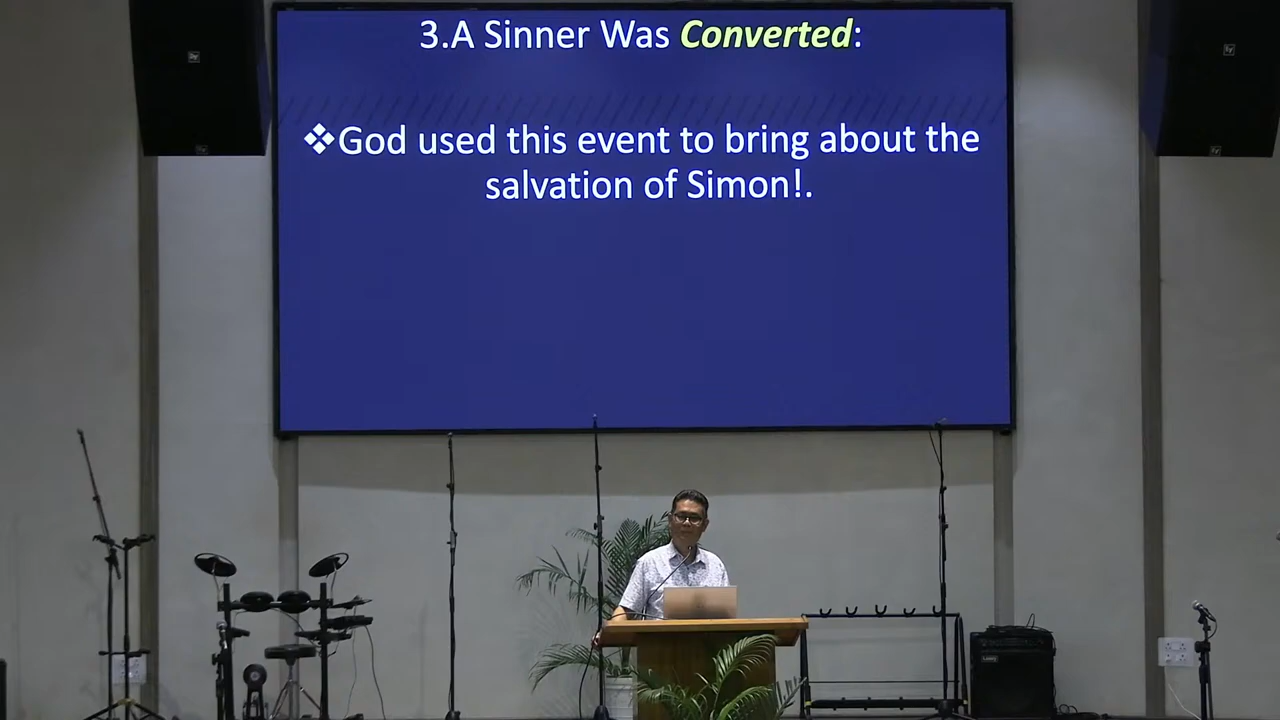 3.A Sinner Was Converted:
❖God used this event to bring about the
salvation of Simon!.